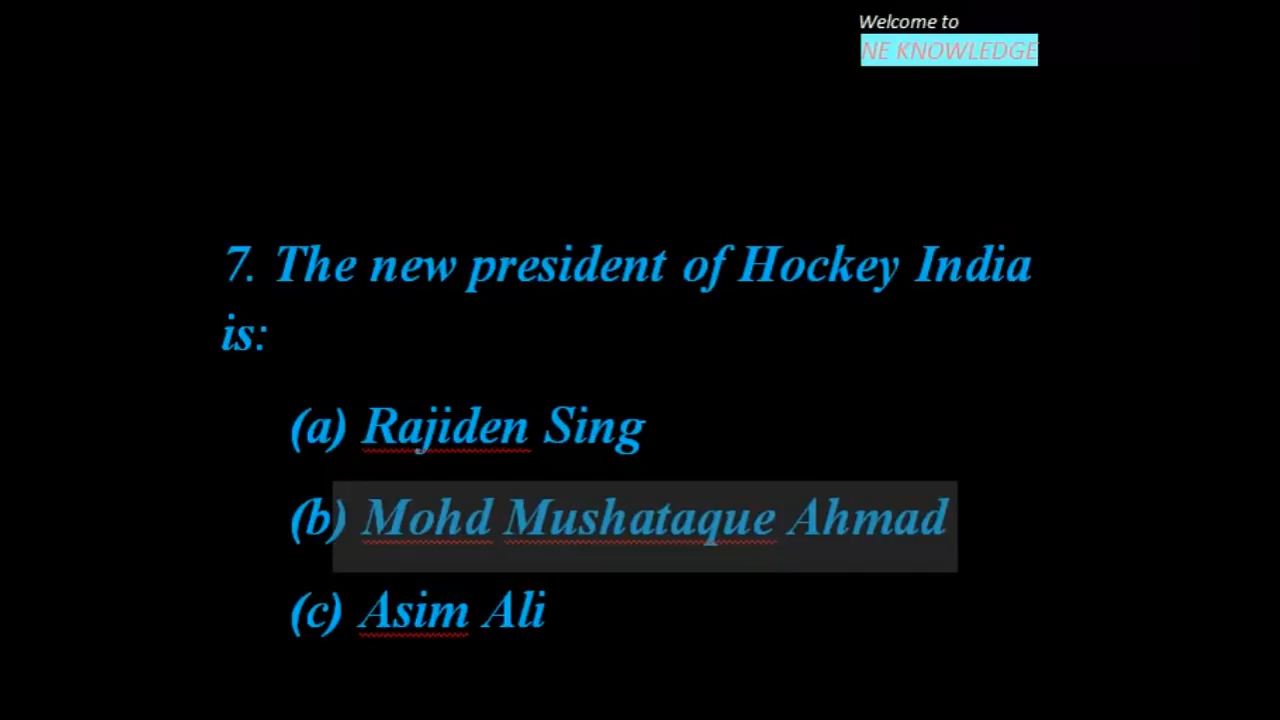 Welcome to
NE KNOWLEDGE
7. The new president of Hockey India
is:
(a) Rajiden Sing
(b) Mohd Mushataque Ahmad
(c) Asim Ali